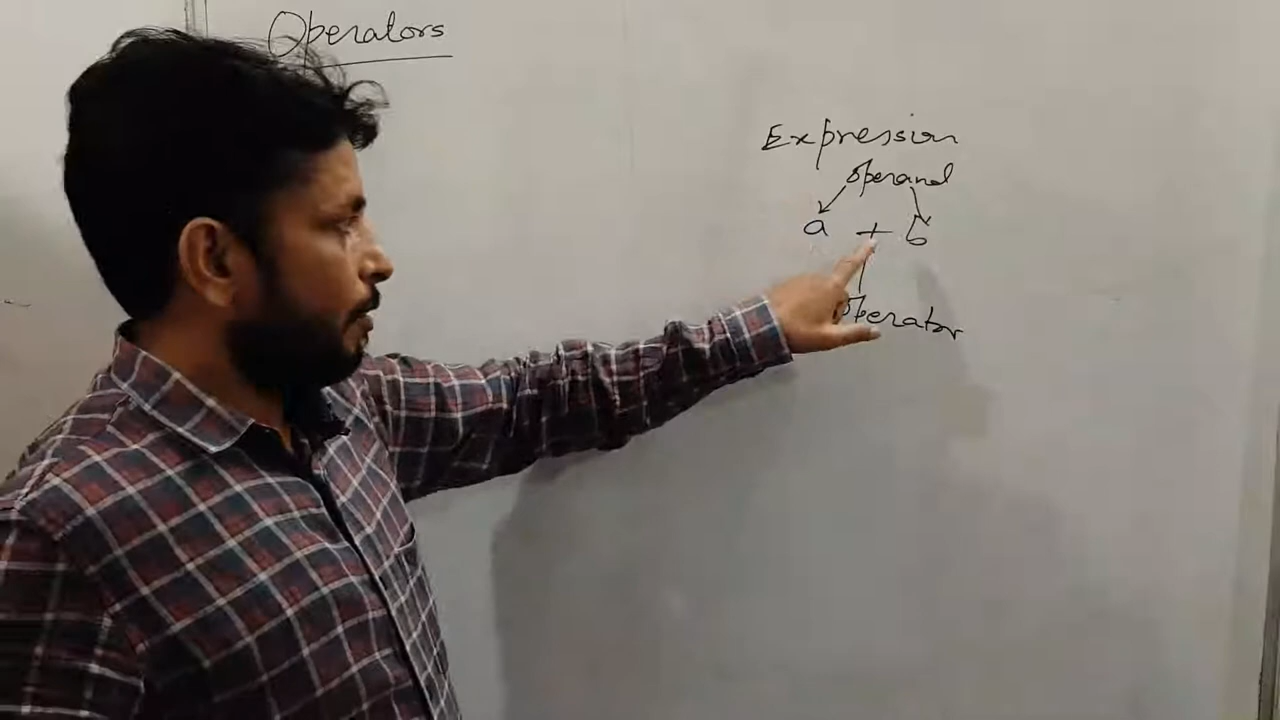 Operators
Expression
operand
a + b
operator